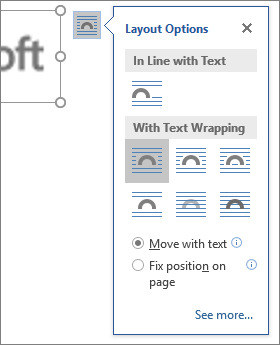 oft
Layout Options
In Line with Text
With Text Wrapping
Move with text
Fix position on
page
See more...